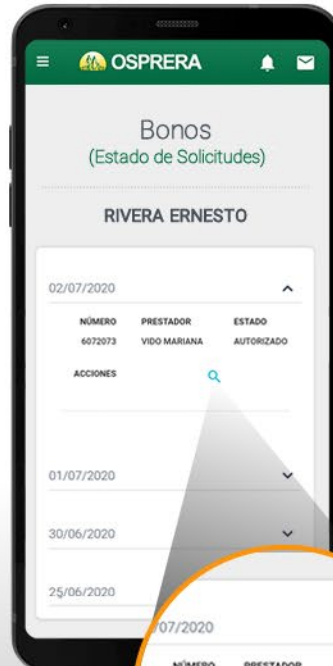 OSPRERA
Bonos
(Estado de Solicitudes)
RIVERA ERNESTO
02/07/2020
NÚMERO PRESTADOR ESTADO
6072073 VIDO MARIANA AUTORIZADO
ACCIONES
01/07/2020
30/06/2020
25/06/2020
/07/2020
NÚMERO PRESTADOR